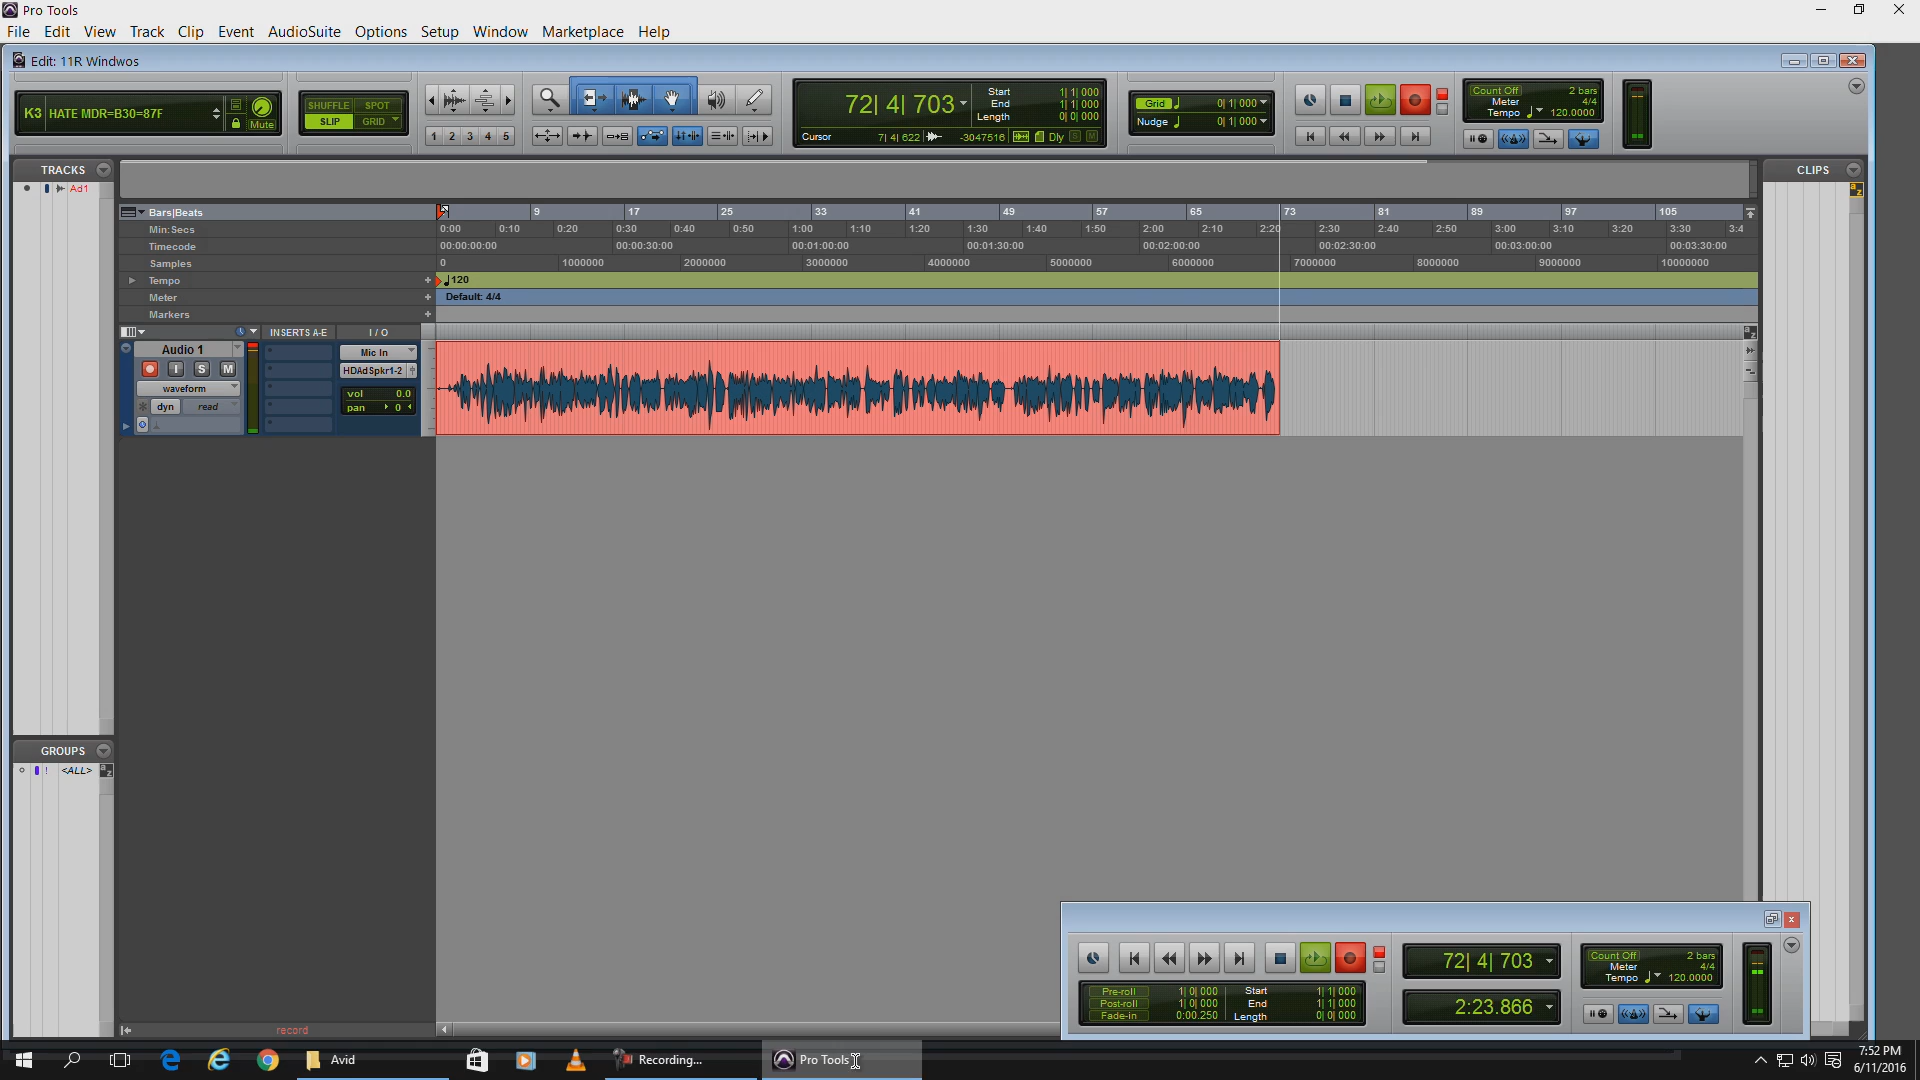 Pro Tools
File Edit View Track Clip Event AudioSuite Options Setup Window Marketplace Help
Edit: 11R Windwos
K3 HATE MDR=B30=87F Mute
SHUFFLE SPOT
SLIP GRID
1 2 3 4 5
72| 4| 703
Start 1| 1| 000
End 1| 1| 000
Length 0| 0| 000
Cursor 7| 4| 622 -3047516 Dly S M
Grid 0| 1| 000
Nudge 0| 1| 000
Count Off 2 bars
Meter 4/4
Tempo 120.0000
TRACKS
Ad1
CLIPS
Bars|Beats 9 17 25 33 41 49 57 65 73 81 89 97 105
Min:Secs 0:00 0:10 0:20 0:30 0:40 0:50 1:00 1:10 1:20 1:30 1:40 1:50 2:00 2:10 2:20 2:30 2:40 2:50 3:00 3:10 3:20 3:30 3:4
Timecode 00:00:00:00 00:00:30:00 00:01:00:00 00:01:30:00 00:02:00:00 00:02:30:00 00:03:00:00 00:03:30:00
Samples 0 1000000 2000000 3000000 4000000 5000000 6000000 7000000 8000000 9000000 10000000
Tempo + 120
Meter + Default: 4/4
Markers +
INSERTS A-E I / O
Audio 1 Mic In
I S M HDAdSpkr1-2
waveform vol 0.0
dyn read pan 0
GROUPS
! <ALL>
72| 4| 703
Count Off 2 bars
Meter 4/4
Tempo 120.0000
Pre-roll 1| 0| 000 Start 1| 1| 000
Post-roll 1| 0| 000 End 1| 1| 000
Fade-in 0:00.250 Length 0| 0| 000
2:23.866
record
Avid
Recording...
Pro Tools
7:52 PM
6/11/2016